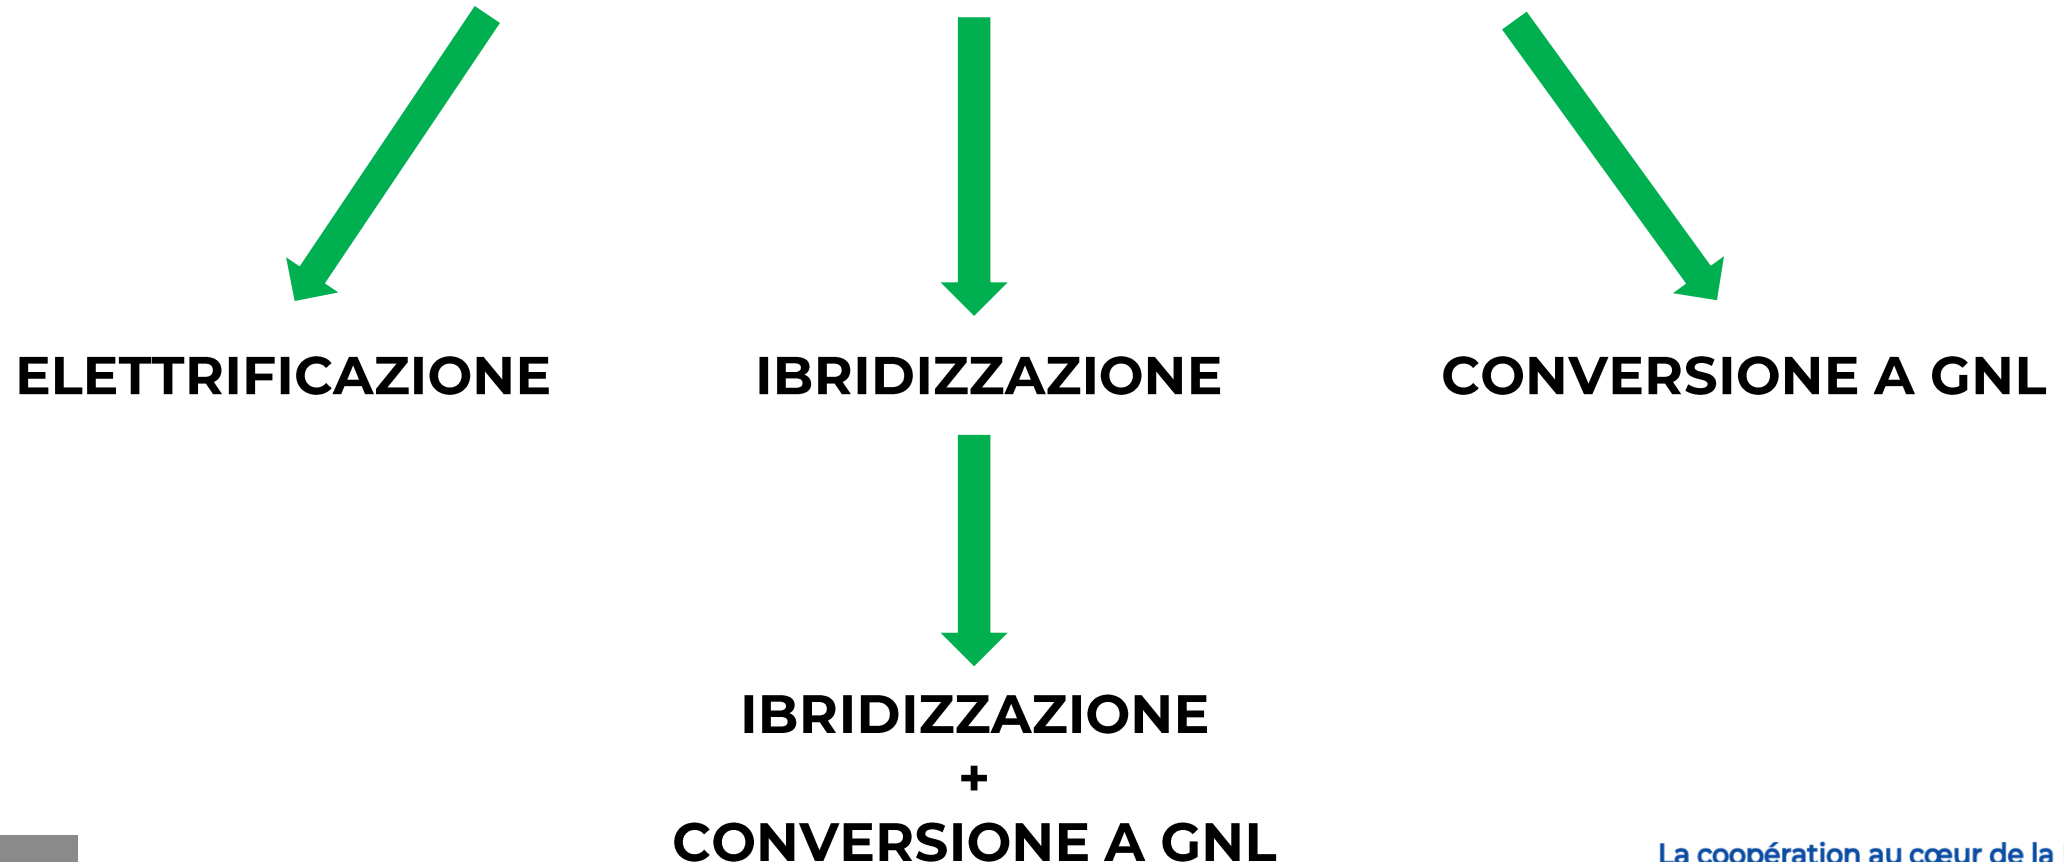 ELETTRIFICAZIONE
IBRIDIZZAZIONE
CONVERSIONE A GNL
IBRIDIZZAZIONE
+
CONVERSIONE A GNL
La coopération au cœur de la